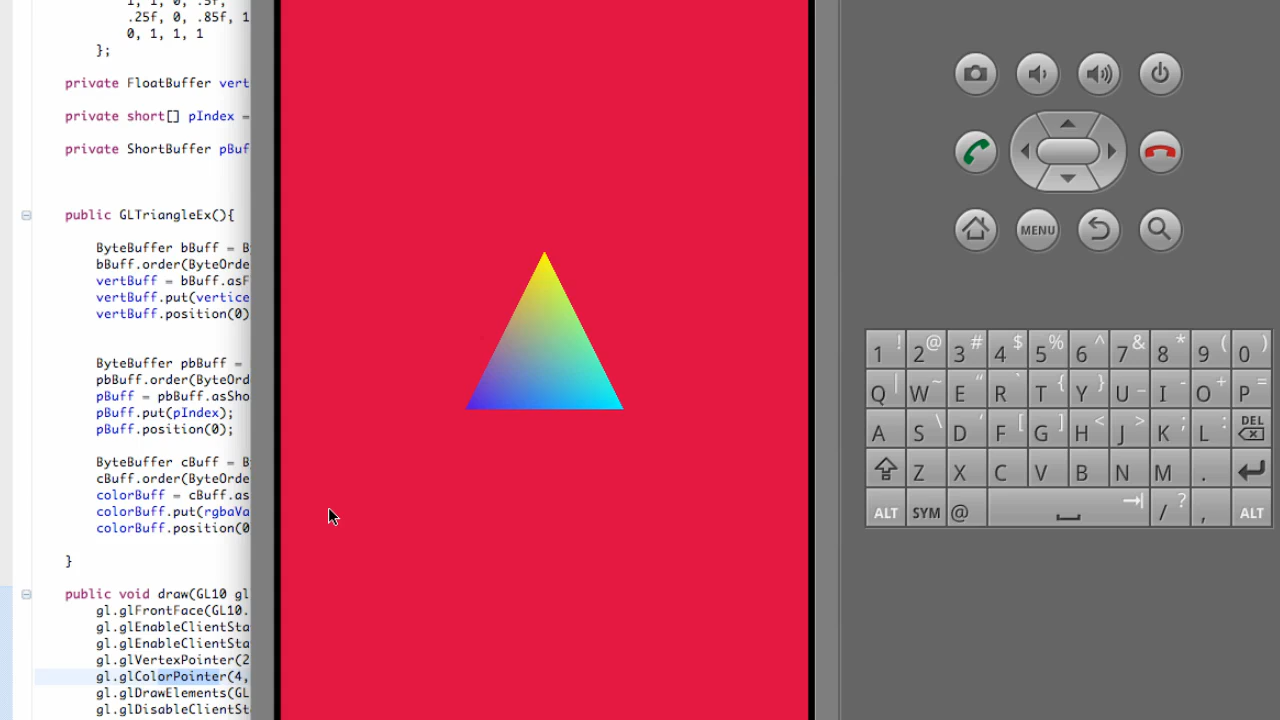 1, 1, 0, .5f,
.25f, 0, .85f, 1
0, 1, 1, 1
};
private FloatBuffer vert
private short[] pIndex =
private ShortBuffer pBuf
public GLTriangleEx(){
ByteBuffer bBuff = B
bBuff.order(ByteOrde
vertBuff = bBuff.asF
vertBuff.put(vertice
vertBuff.position(0)
ByteBuffer pbBuff =
pbBuff.order(ByteOrd
pBuff = pbBuff.asSho
pBuff.put(pIndex);
pBuff.position(0);
ByteBuffer cBuff = B
cBuff.order(ByteOrde
colorBuff = cBuff.as
colorBuff.put(rgbaVa
colorBuff.position(0
}
public void draw(GL10 gl
gl.glFrontFace(GL10.
gl.glEnableClientSta
gl.glEnableClientSta
gl.glVertexPointer(2
gl.glColorPointer(4,
gl.glDrawElements(GL
gl.glDisableClientSt
MENU
1 ! 2 @ 3 # 4 $ 5 % 6 ^ 7 & 8 * 9 ( 0 )
Q | W ~ E " R ` T { Y } U _ I - O + P =
A S \ D ' F [ G ] H < J > K ; L : DEL
Z X C V B N M .
ALT SYM @ / ? , ALT